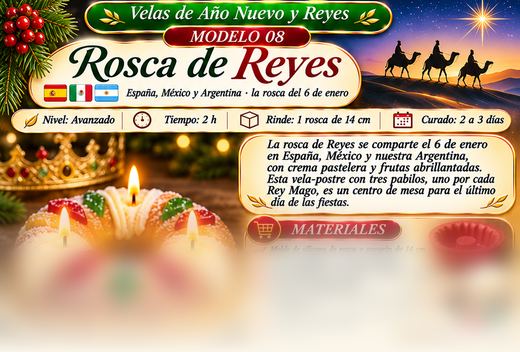 Velas de Año Nuevo y Reyes
MODELO 08
Rosca de Reyes
España, México y Argentina · la rosca del 6 de enero
Nivel: Avanzado
Tiempo: 2 h
Rinde: 1 rosca de 14 cm
Curado: 2 a 3 días
La rosca de Reyes se comparte el 6 de enero
en España, México y nuestra Argentina,
con crema pastelera y frutas abrillantadas.
Esta vela-postre con tres pabilos, uno por cada
Rey Mago, es un centro de mesa para el último
día de las fiestas.
MATERIALES